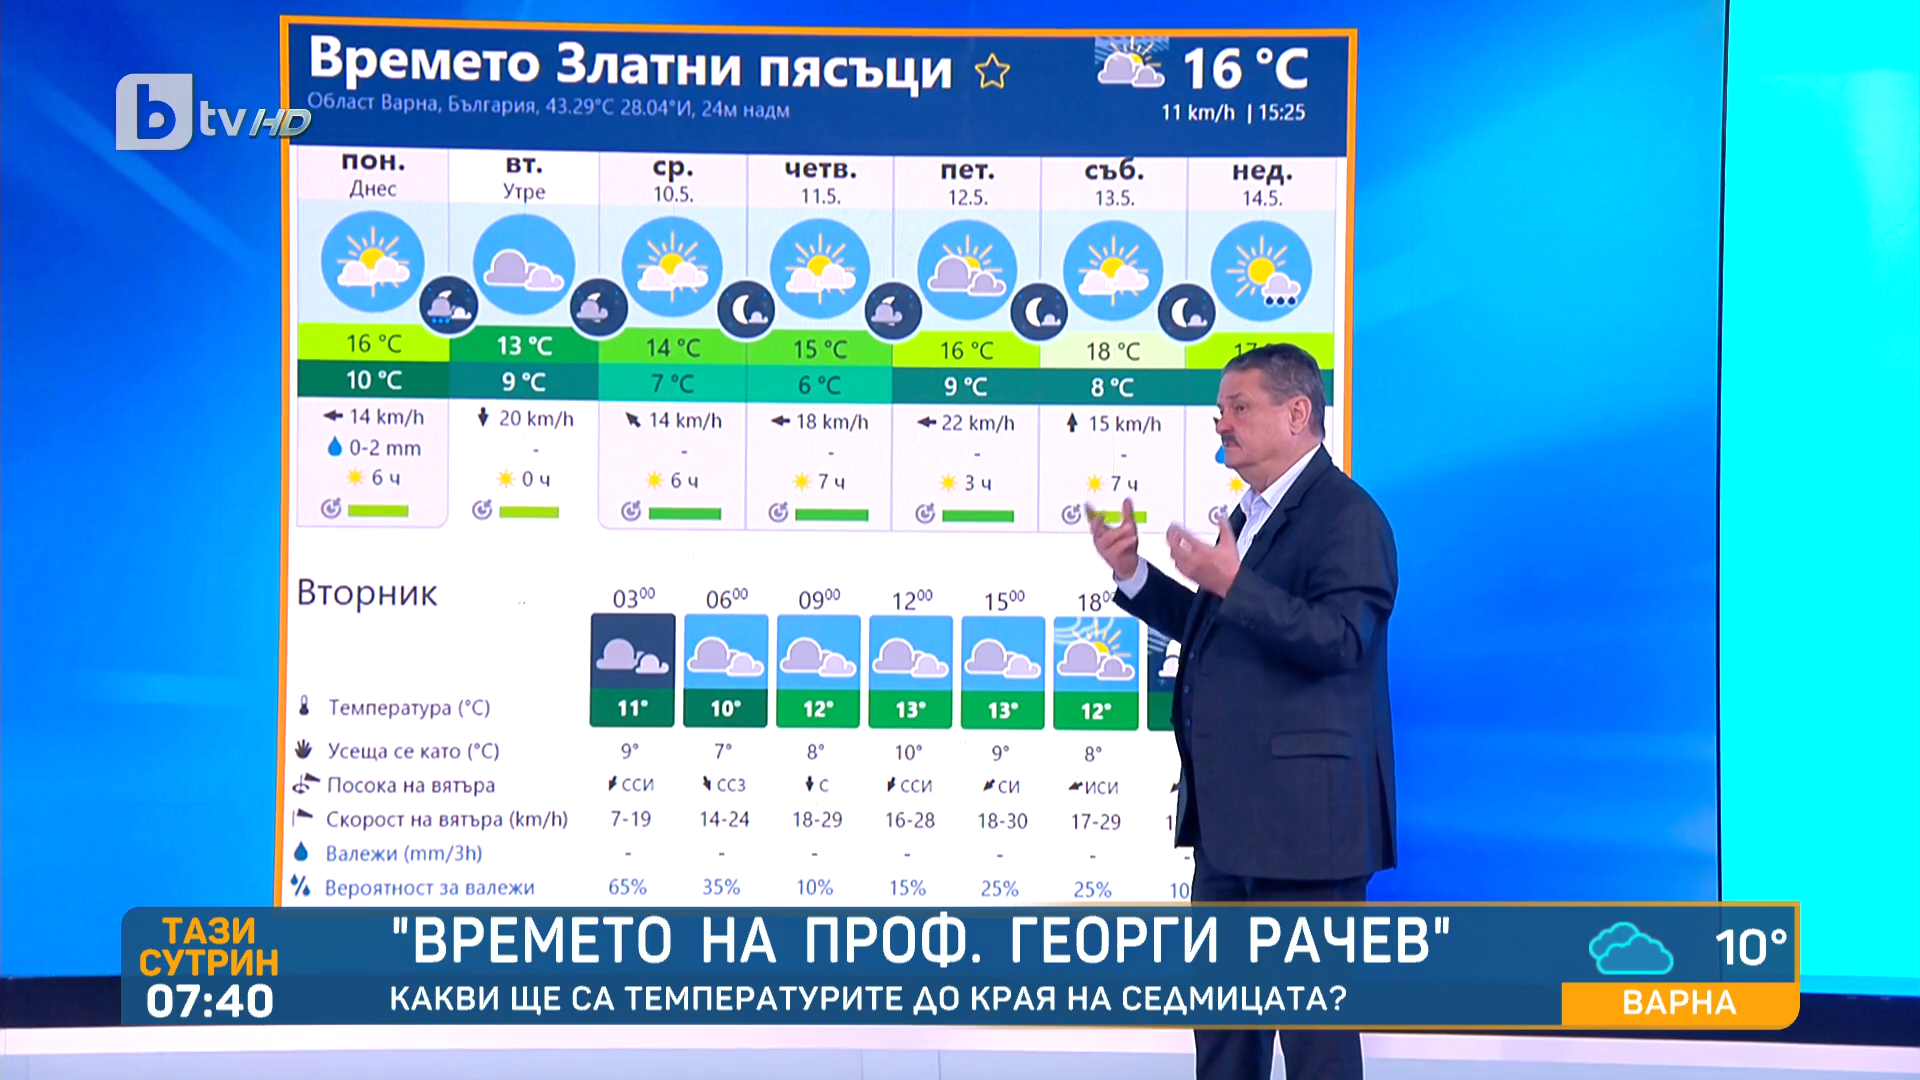 Времето Златни пясъци
16 °C
Област Варна, България, 43.29°С 28.04°И, 24м надм
11 km/h | 15:25
btv HD
пон. вт. ср. четв. пет. съб. нед.
Днес Утре 10.5. 11.5. 12.5. 13.5. 14.5.
16 °C 13 °C 14 °C 15 °C 16 °C 18 °C
10 °C 9 °C 7 °C 6 °C 9 °C 8 °C
14 km/h 20 km/h 14 km/h 18 km/h 22 km/h 15 km/h
0-2 mm - - - - -
6 ч 0 ч 6 ч 7 ч 3 ч 7 ч
Вторник
03⁰⁰ 06⁰⁰ 09⁰⁰ 12⁰⁰ 15⁰⁰ 18⁰⁰
Температура (°C) 11° 10° 12° 13° 13° 12°
Усеща се като (°C) 9° 7° 8° 10° 9° 8°
Посока на вятъра ССИ ССЗ С ССИ СИ ИСИ
Скорост на вятъра (km/h) 7-19 14-24 18-29 16-28 18-30 17-29
Валежи (mm/3h) - - - - - - -
Вероятност за валежи 65% 35% 10% 15% 25% 25% 10
ТАЗИ
СУТРИН
07:40
"ВРЕМЕТО НА ПРОФ. ГЕОРГИ РАЧЕВ"
КАКВИ ЩЕ СА ТЕМПЕРАТУРИТЕ ДО КРАЯ НА СЕДМИЦАТА?
10°
ВАРНА